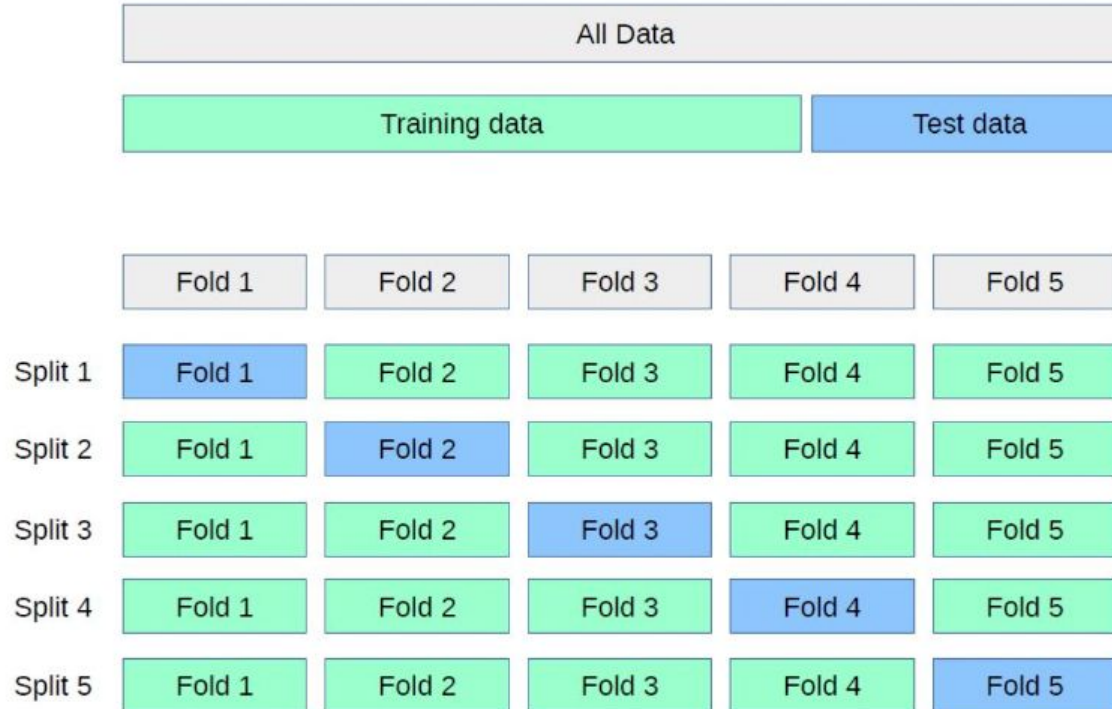 All Data
Training data Test data
Fold 1 Fold 2 Fold 3 Fold 4 Fold 5
Split 1 Fold 1 Fold 2 Fold 3 Fold 4 Fold 5
Split 2 Fold 1 Fold 2 Fold 3 Fold 4 Fold 5
Split 3 Fold 1 Fold 2 Fold 3 Fold 4 Fold 5
Split 4 Fold 1 Fold 2 Fold 3 Fold 4 Fold 5
Split 5 Fold 1 Fold 2 Fold 3 Fold 4 Fold 5